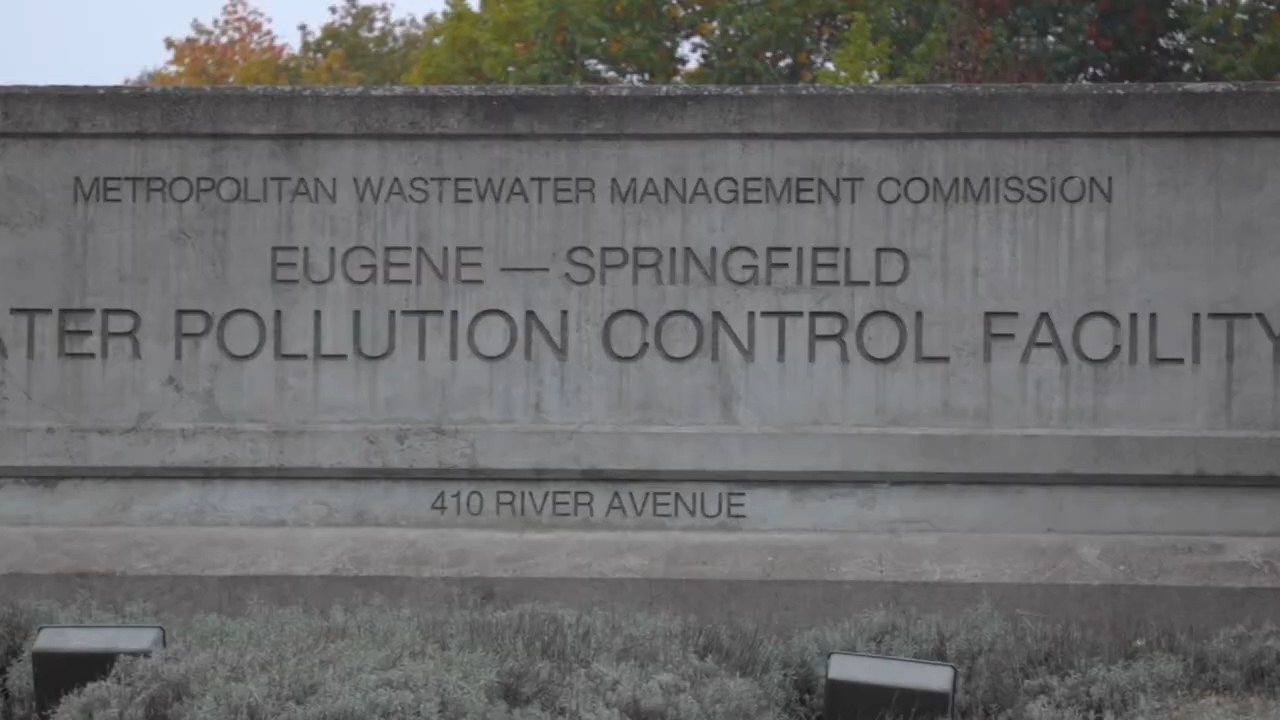 METROPOLITAN WASTEWATER MANAGEMENT COMMISSION
EUGENE — SPRINGFIELD
ATER POLLUTION CONTROL FACILITY
410 RIVER AVENUE